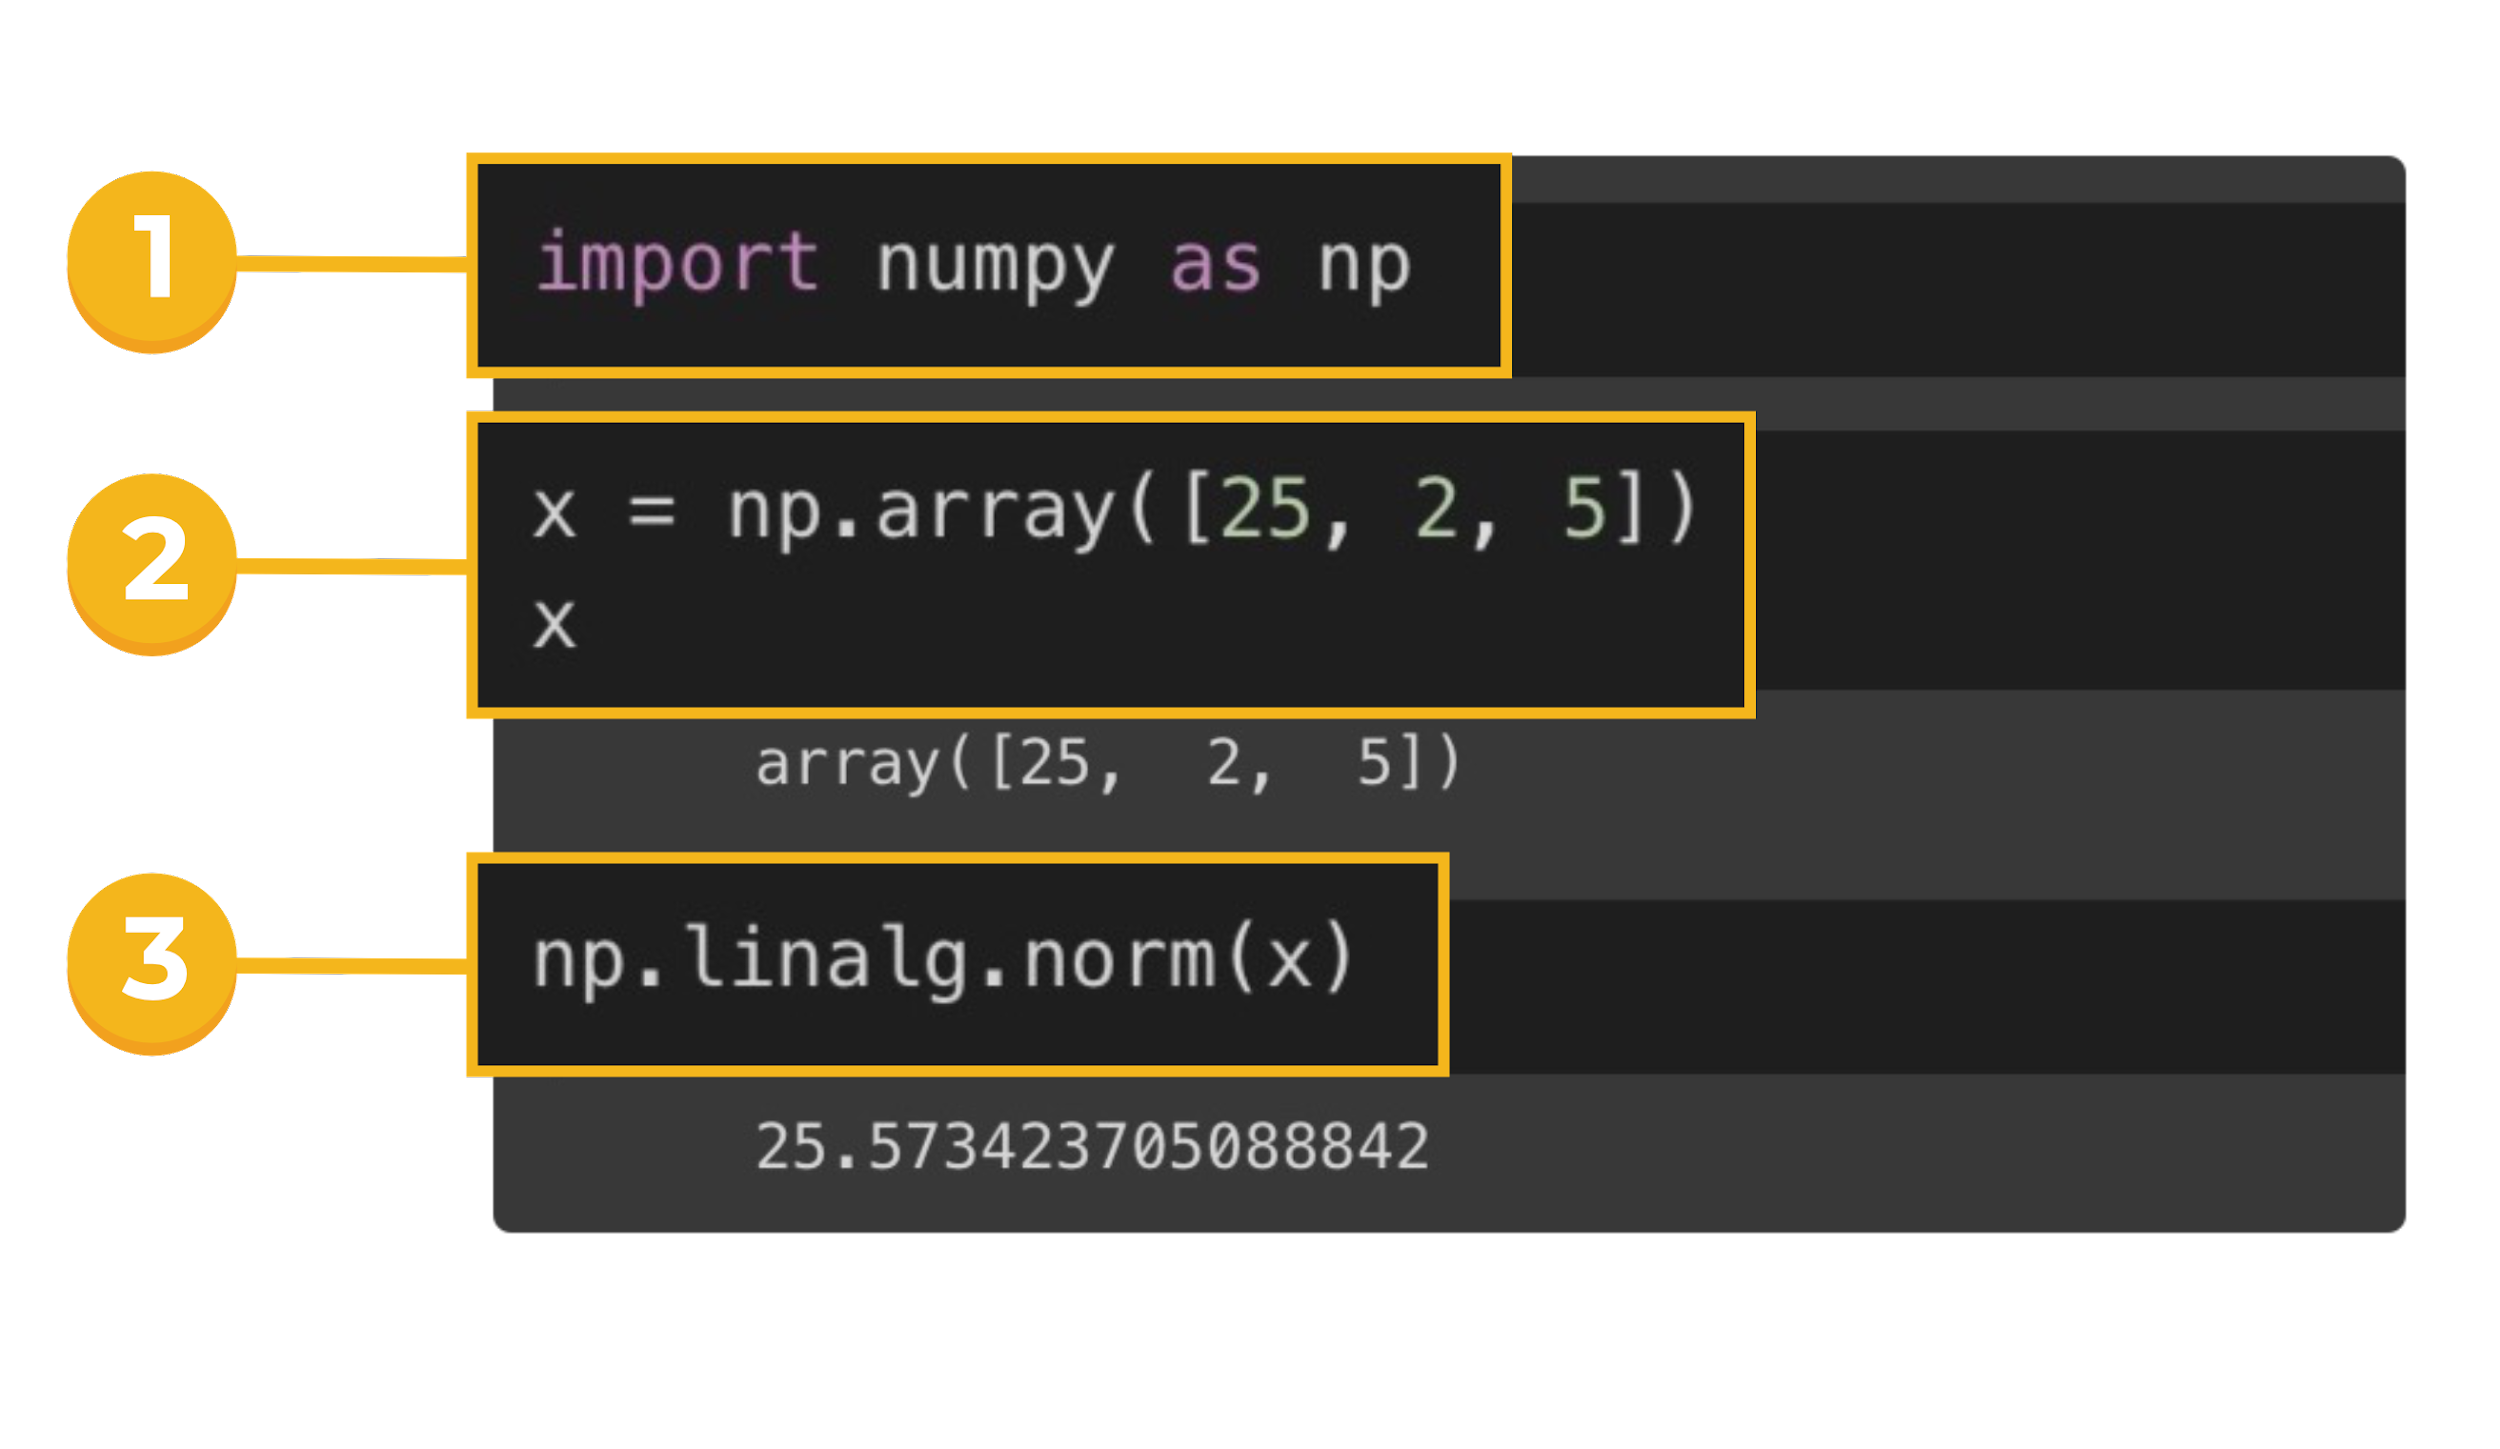 1
import numpy as np
2
x = np.array([25, 2, 5])
x
array([25,  2,  5])
3
np.linalg.norm(x)
25.573423705088842